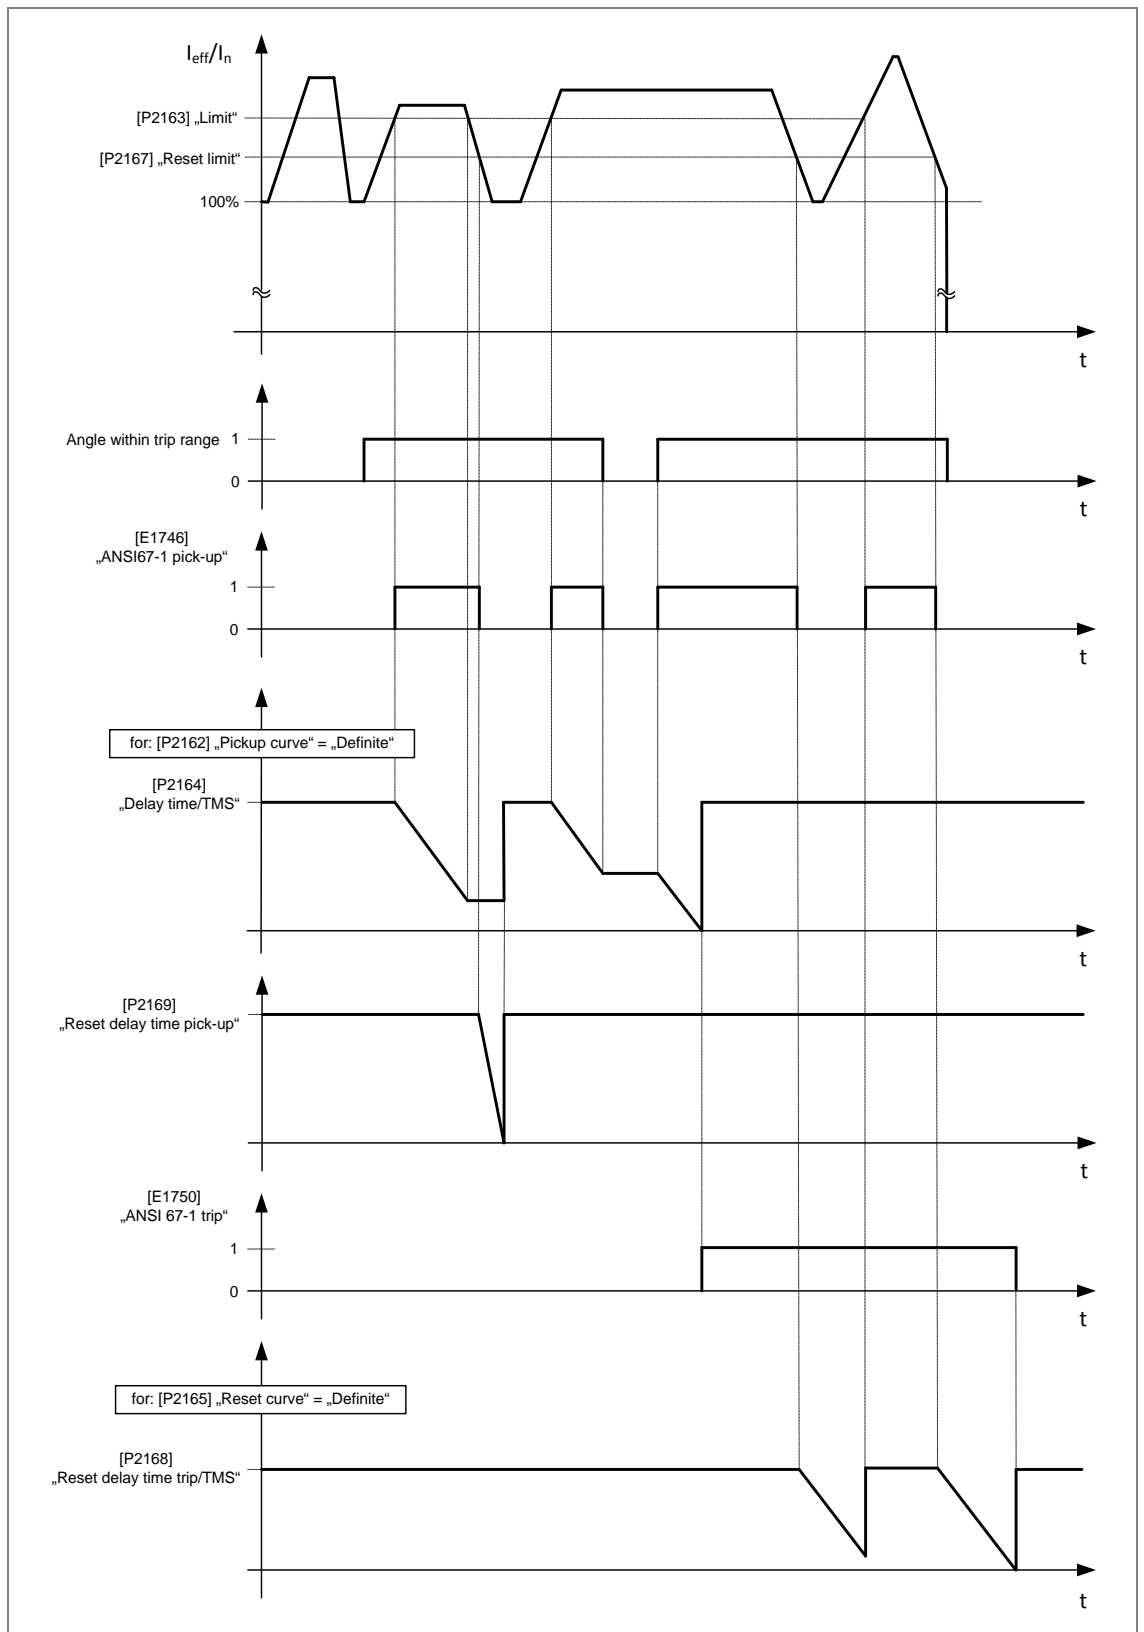 Ieff/In
[P2163] „Limit“
[P2167] „Reset limit“
100%
t
Angle within trip range 1
0
t
[E1746]
„ANSI67-1 pick-up“
1
0
t
for: [P2162] „Pickup curve“ = „Definite“
[P2164]
„Delay time/TMS“
t
[P2169]
„Reset delay time pick-up“
t
[E1750]
„ANSI 67-1 trip“
1
0
t
for: [P2165] „Reset curve“ = „Definite“
[P2168]
„Reset delay time trip/TMS“
t